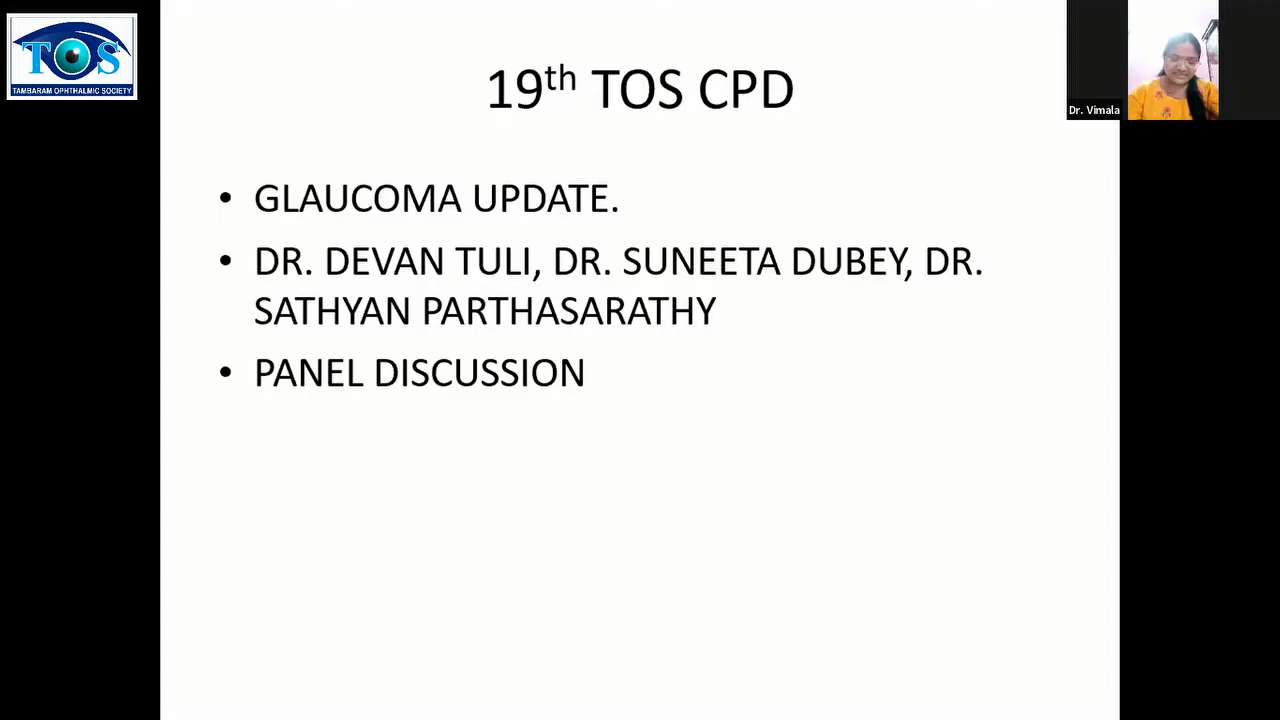 TOS
TAMBARAM OPHTHALMIC SOCIETY
19th TOS CPD
Dr. Vimala
• GLAUCOMA UPDATE.
• DR. DEVAN TULI, DR. SUNEETA DUBEY, DR.
SATHYAN PARTHASARATHY
• PANEL DISCUSSION